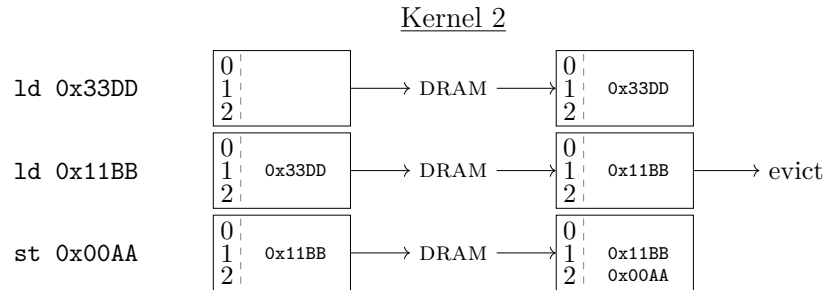 Kernel 2
ld 0x33DD 0 1 2 DRAM 0 1 0x33DD 2
ld 0x11BB 0 1 0x33DD 2 DRAM 0 1 0x11BB 2 evict
st 0x00AA 0 1 0x11BB 2 DRAM 0 1 0x11BB 2 0x00AA